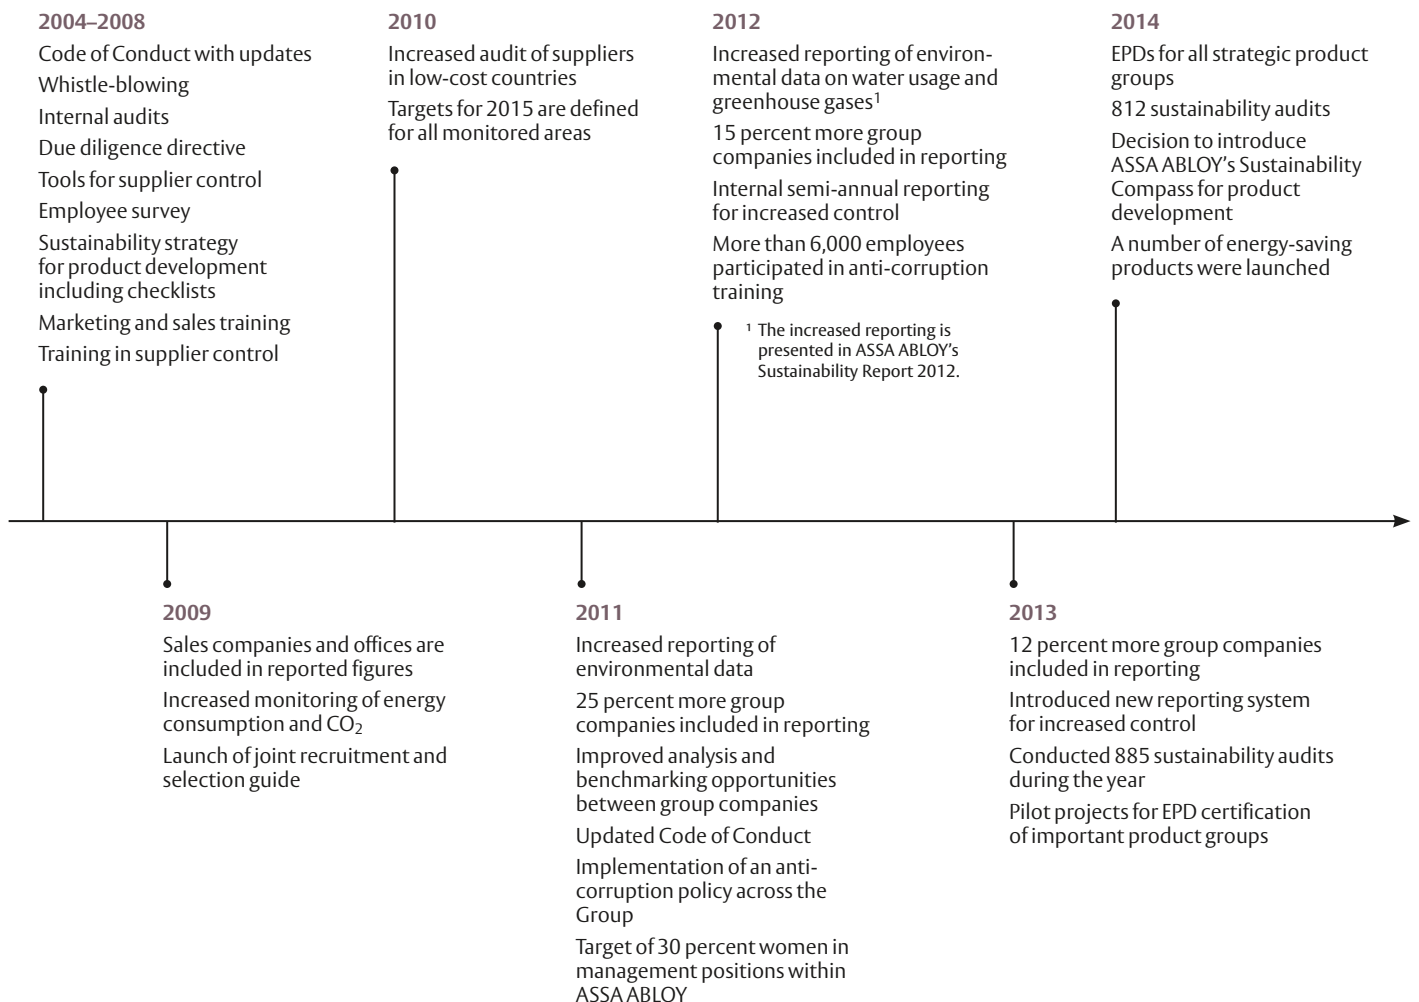 2004–2008
Code of Conduct with updates
Whistle-blowing
Internal audits
Due diligence directive
Tools for supplier control
Employee survey
Sustainability strategy
for product development
including checklists
Marketing and sales training
Training in supplier control
2010
Increased audit of suppliers
in low-cost countries
Targets for 2015 are defined
for all monitored areas
2012
Increased reporting of environ-
mental data on water usage and
greenhouse gases¹
15 percent more group
companies included in reporting
Internal semi-annual reporting
for increased control
More than 6,000 employees
participated in anti-corruption
training
¹ The increased reporting is
presented in ASSA ABLOY’s
Sustainability Report 2012.
2014
EPDs for all strategic product
groups
812 sustainability audits
Decision to introduce
ASSA ABLOY’s Sustainability
Compass for product
development
A number of energy-saving
products were launched
2009
Sales companies and offices are
included in reported figures
Increased monitoring of energy
consumption and CO₂
Launch of joint recruitment and
selection guide
2011
Increased reporting of
environmental data
25 percent more group
companies included in reporting
Improved analysis and
benchmarking opportunities
between group companies
Updated Code of Conduct
Implementation of an anti-
corruption policy across the
Group
Target of 30 percent women in
management positions within
ASSA ABLOY
2013
12 percent more group companies
included in reporting
Introduced new reporting system
for increased control
Conducted 885 sustainability audits
during the year
Pilot projects for EPD certification
of important product groups